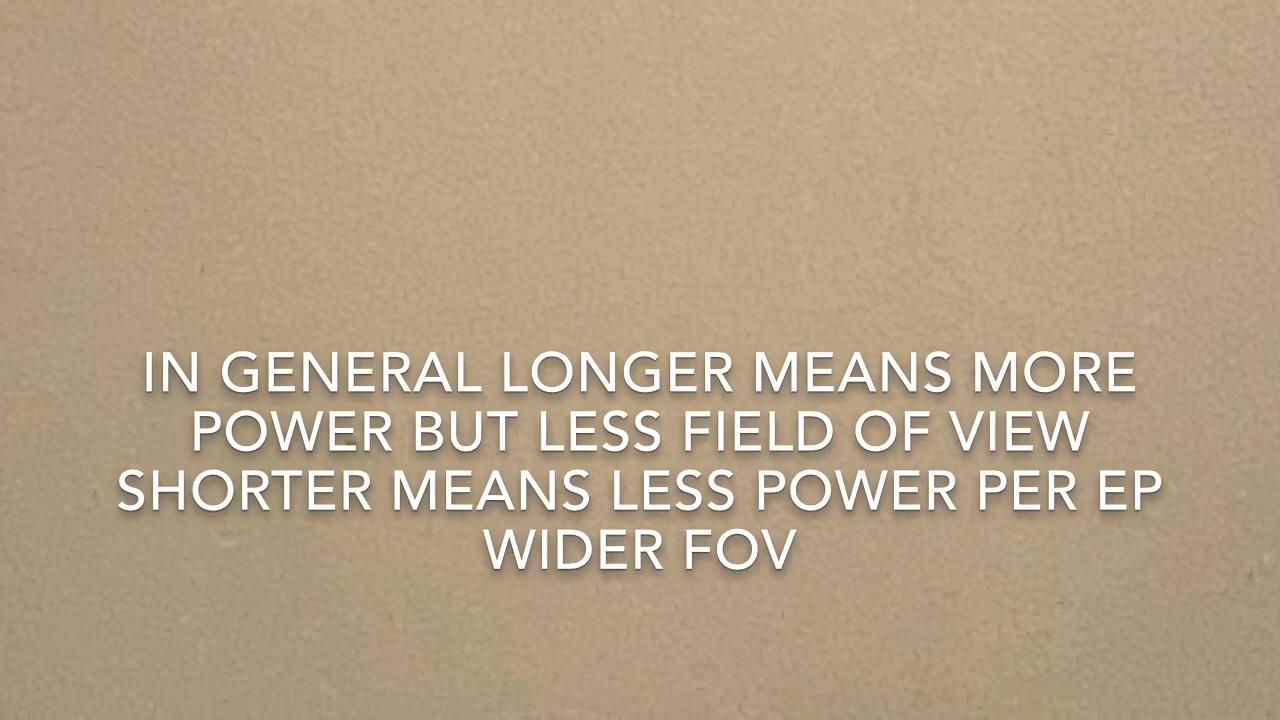 IN GENERAL LONGER MEANS MORE
POWER BUT LESS FIELD OF VIEW
SHORTER MEANS LESS POWER PER EP
WIDER FOV